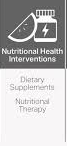 Nutritional Health
Interventions
Dietary
Supplements
Nutritional
Therapy